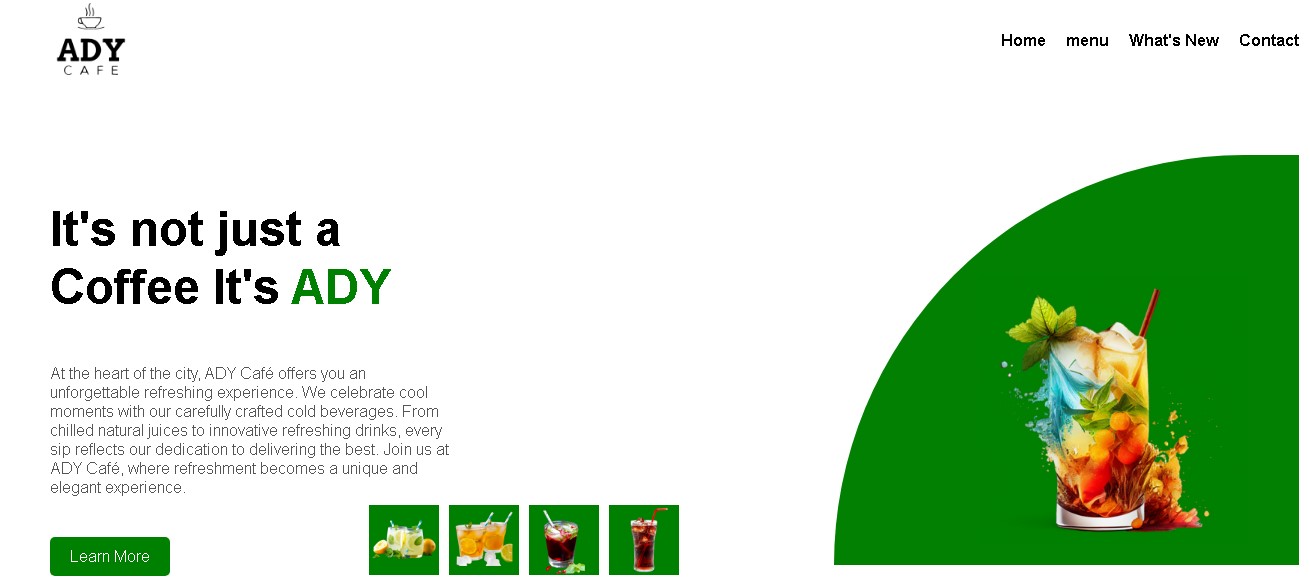 ADY
CAFE
Home menu What's New Contact
It's not just a
Coffee It's ADY
At the heart of the city, ADY Café offers you an
unforgettable refreshing experience. We celebrate cool
moments with our carefully crafted cold beverages. From
chilled natural juices to innovative refreshing drinks, every
sip reflects our dedication to delivering the best. Join us at
ADY Café, where refreshment becomes a unique and
elegant experience.
Learn More